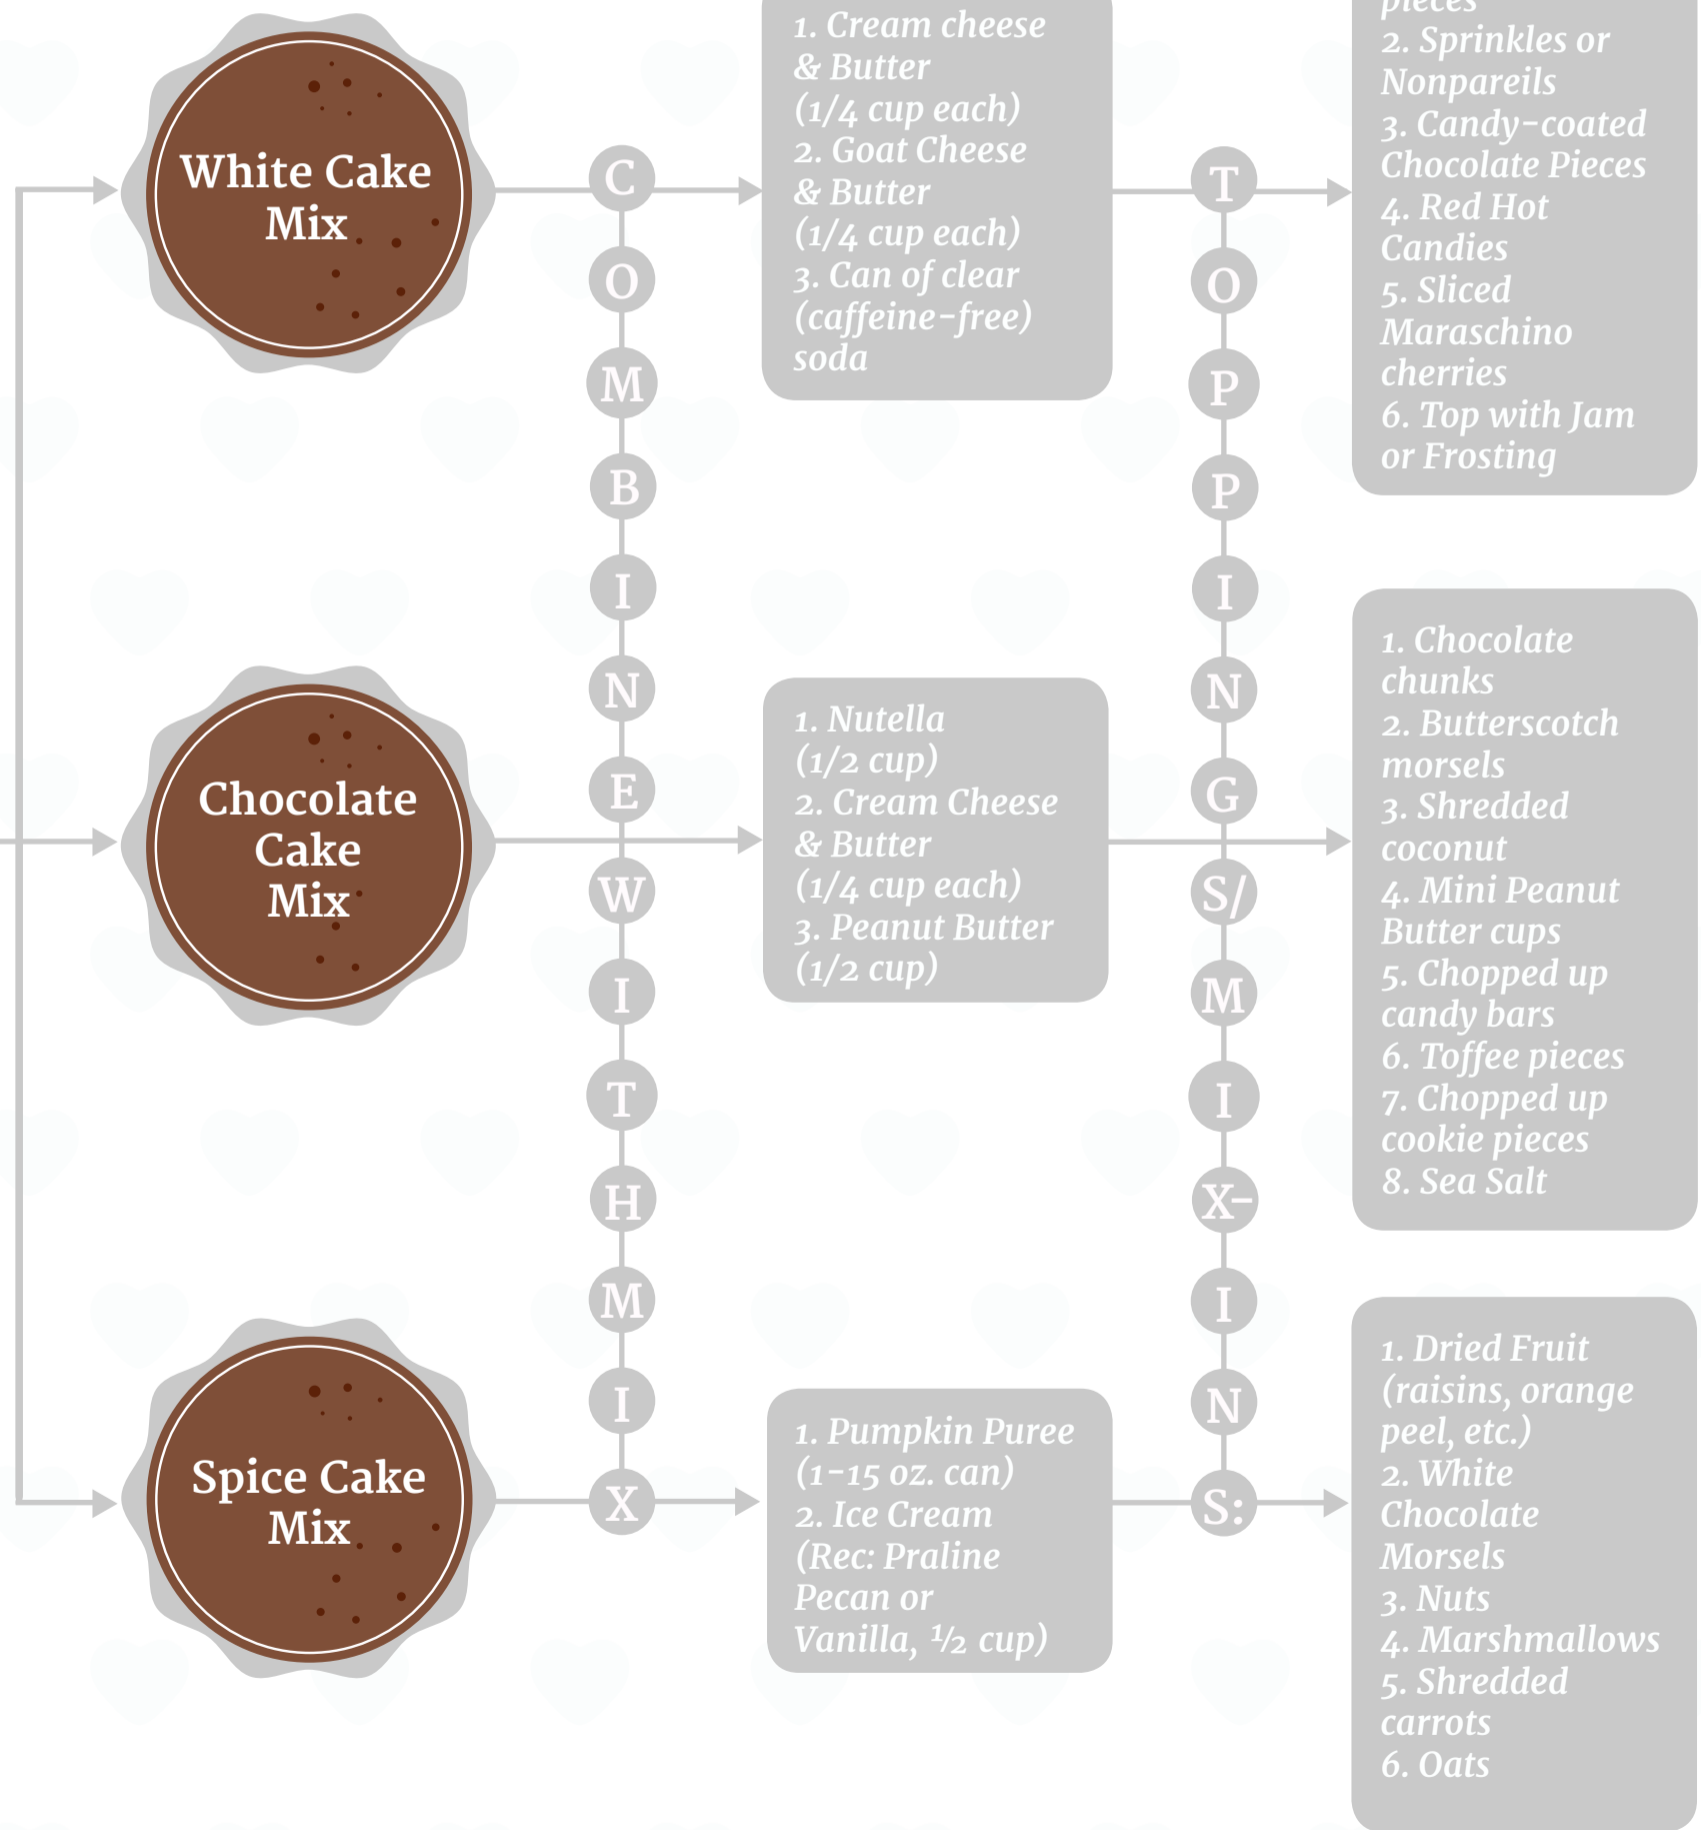 White Cake
Mix
C
O
M
B
I
N
E
W
I
T
H
M
I
X
1. Cream cheese
& Butter
(1/4 cup each)
2. Goat Cheese
& Butter
(1/4 cup each)
3. Can of clear
(caffeine-free)
soda
T
O
P
P
I
N
G
S/
M
I
X-
I
N
S:
pieces
2. Sprinkles or
Nonpareils
3. Candy-coated
Chocolate Pieces
4. Red Hot
Candies
5. Sliced
Maraschino
cherries
6. Top with Jam
or Frosting
Chocolate
Cake
Mix
1. Nutella
(1/2 cup)
2. Cream Cheese
& Butter
(1/4 cup each)
3. Peanut Butter
(1/2 cup)
1. Chocolate
chunks
2. Butterscotch
morsels
3. Shredded
coconut
4. Mini Peanut
Butter cups
5. Chopped up
candy bars
6. Toffee pieces
7. Chopped up
cookie pieces
8. Sea Salt
Spice Cake
Mix
1. Pumpkin Puree
(1-15 oz. can)
2. Ice Cream
(Rec: Praline
Pecan or
Vanilla, ½ cup)
1. Dried Fruit
(raisins, orange
peel, etc.)
2. White
Chocolate
Morsels
3. Nuts
4. Marshmallows
5. Shredded
carrots
6. Oats